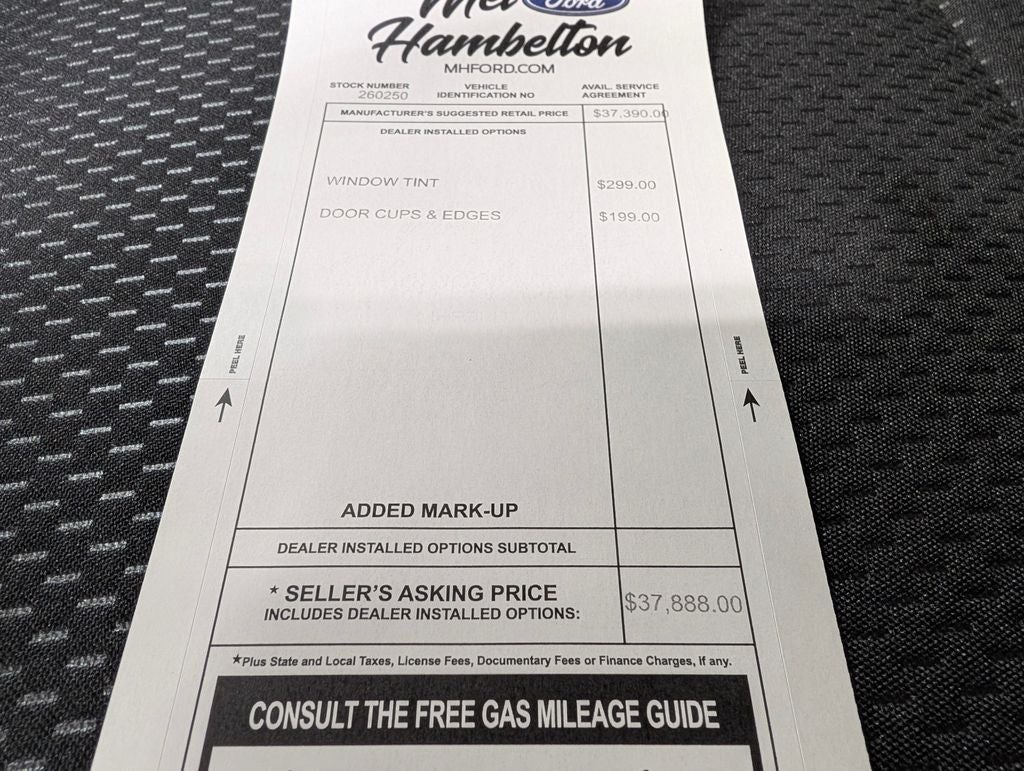 Mel Ford
Hambelton
MHFORD.COM
STOCK NUMBER
260250
VEHICLE
IDENTIFICATION NO
AVAIL. SERVICE
AGREEMENT
MANUFACTURER'S SUGGESTED RETAIL PRICE $37,390.00
DEALER INSTALLED OPTIONS
WINDOW TINT $299.00
DOOR CUPS & EDGES $199.00
PEEL HERE
PEEL HERE
ADDED MARK-UP
DEALER INSTALLED OPTIONS SUBTOTAL
* SELLER'S ASKING PRICE
INCLUDES DEALER INSTALLED OPTIONS: $37,888.00
*Plus State and Local Taxes, License Fees, Documentary Fees or Finance Charges, If any.
CONSULT THE FREE GAS MILEAGE GUIDE